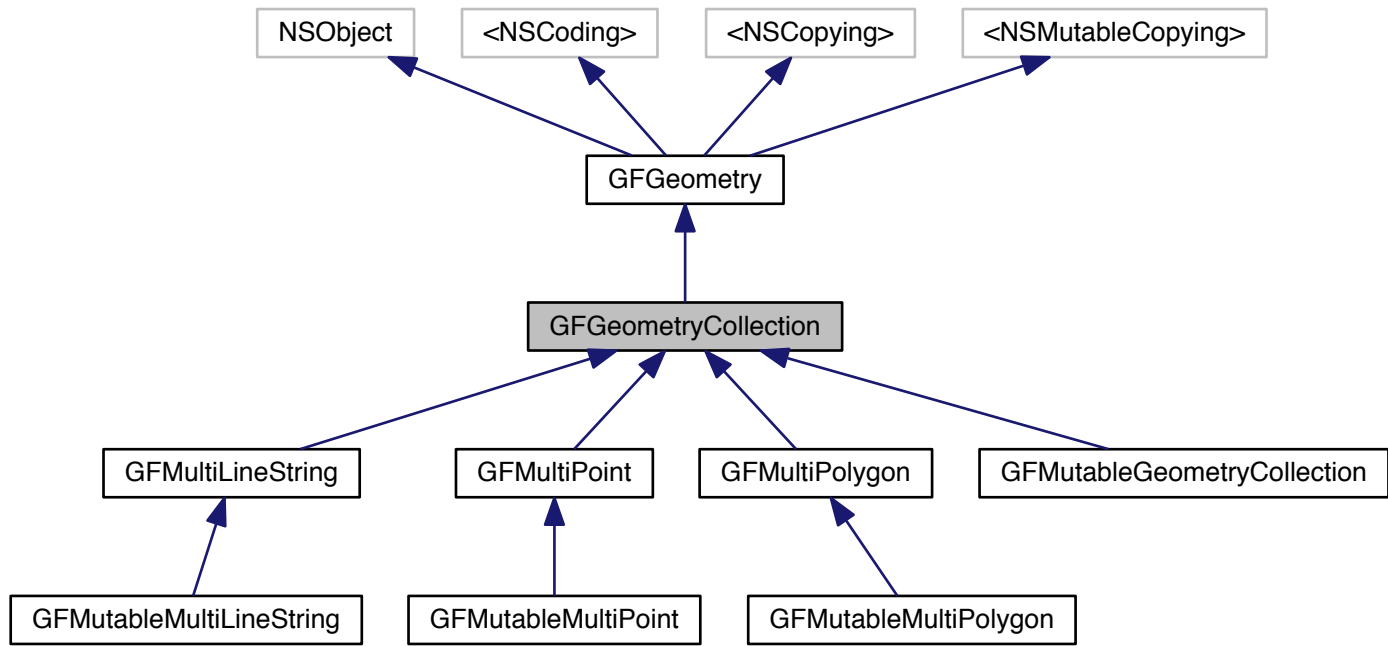 NSObject
<NSCoding>
<NSCopying>
<NSMutableCopying>
GFGeometry
GFGeometryCollection
GFMultiLineString
GFMultiPoint
GFMultiPolygon
GFMutableGeometryCollection
GFMutableMultiLineString
GFMutableMultiPoint
GFMutableMultiPolygon